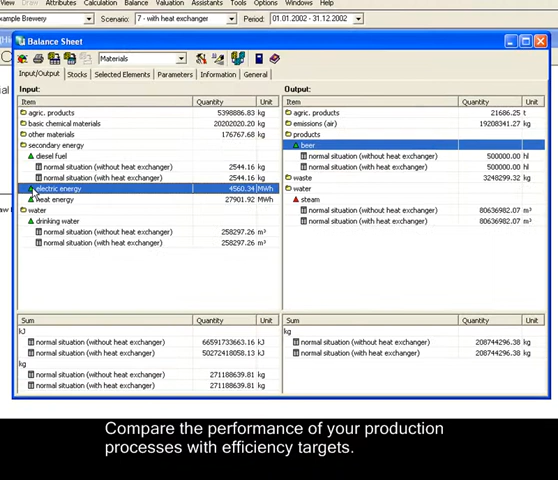 View Tools Edit System Calculation Balance Valuation Assistants Tools Options Windows Help
xample Brewery Scenario: 7 - with heat exchanger Period: 01.01.2002 - 31.12.2002
Balance Sheet
Materials
Input/Output Stocks Selected Elements Parameters Information General
Input: Output:
Item Quantity Unit Item Quantity Unit
agric. products 5398886.83 kg agric. products 21686.25 t
basic chemical materials 20202020.20 kg emissions (air) 19208341.27 kg
other materials 176767.68 kg products
secondary energy beer
diesel fuel normal situation (without heat exchanger) 500000.00 hl
normal situation (without heat exchanger) 2544.16 kg normal situation (with heat exchanger) 500000.00 hl
normal situation (with heat exchanger) 2544.16 kg waste 3248299.32 kg
electric energy 4560.34 MWh water
heat energy 27901.92 MWh steam
water normal situation (without heat exchanger) 80636982.07 m³
drinking water normal situation (with heat exchanger) 80636982.07 m³
normal situation (without heat exchanger) 258297.26 m³
normal situation (with heat exchanger) 258297.26 m³
Sum Quantity Unit Sum Quantity Unit
kJ kg
normal situation (without heat exchanger) 66591733663.16 kJ normal situation (without heat exchanger) 208744296.38 kg
normal situation (with heat exchanger) 50272418058.13 kJ normal situation (with heat exchanger) 208744296.38 kg
kg
normal situation (without heat exchanger) 271188639.81 kg
normal situation (with heat exchanger) 271188639.81 kg
Compare the performance of your production
processes with efficiency targets.